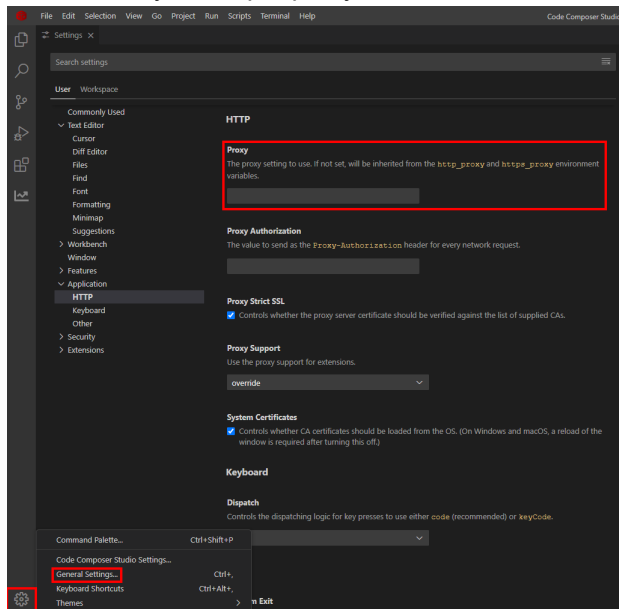 File Edit Selection View Go Project Run Scripts Terminal Help Code Composer Studio
Settings
Search settings
User Workspace
Commonly Used
Text Editor
Cursor
Diff Editor
Files
Find
Font
Formatting
Minimap
Suggestions
Workbench
Window
Features
Application
HTTP
Keyboard
Other
Security
Extensions
HTTP
Proxy
The proxy setting to use. If not set, will be inherited from the http_proxy and https_proxy environment
variables.
Proxy Authorization
The value to send as the Proxy-Authorization header for every network request.
Proxy Strict SSL
Controls whether the proxy server certificate should be verified against the list of supplied CAs.
Proxy Support
Use the proxy support for extensions.
override
System Certificates
Controls whether CA certificates should be loaded from the OS. (On Windows and macOS, a reload of the
window is required after turning this off.)
Keyboard
Dispatch
Controls the dispatching logic for key presses to use either code (recommended) or keyCode.
Command Palette... Ctrl+Shift+P
Code Composer Studio Settings...
General Settings... Ctrl+,
Keyboard Shortcuts Ctrl+Alt+,
Themes
Exit